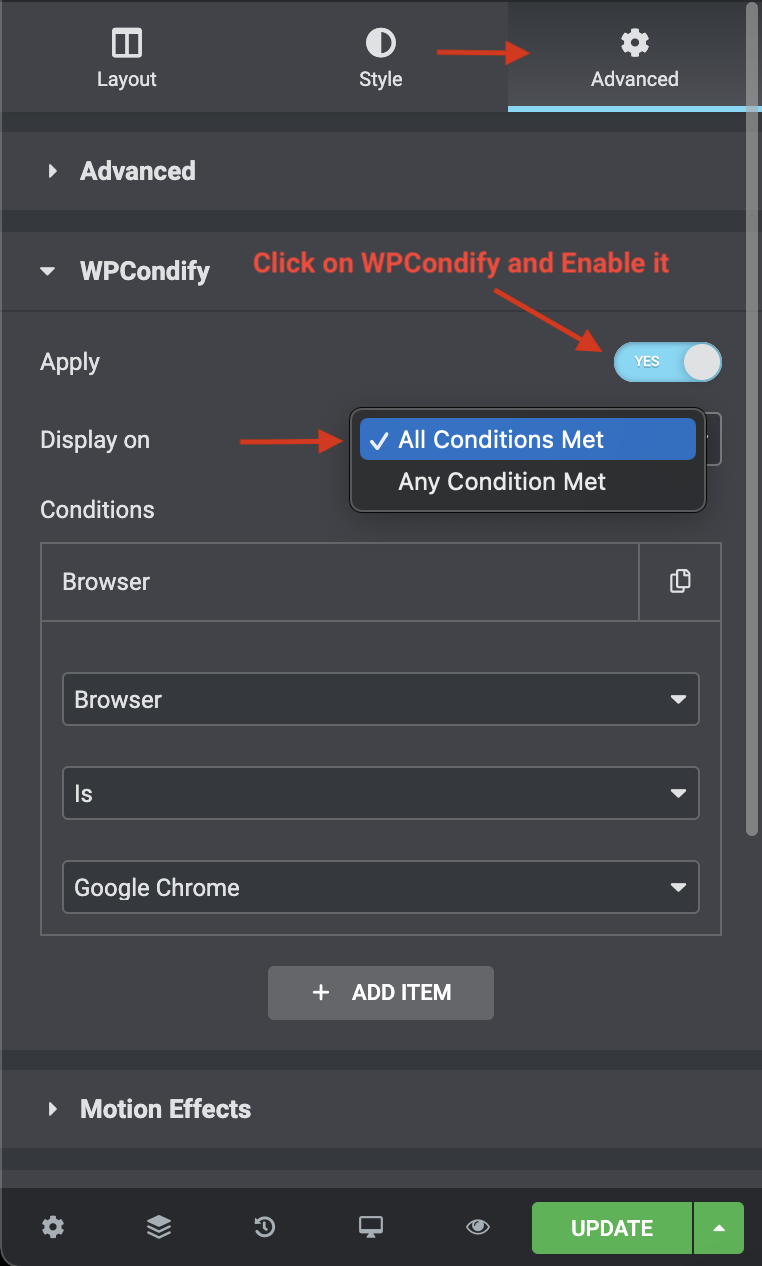 Layout
Style
Advanced
Advanced
WPCondify
Click on WPCondify and Enable it
Apply
YES
Display on
All Conditions Met
Any Condition Met
Conditions
Browser
Browser
Is
Google Chrome
+ ADD ITEM
Motion Effects
UPDATE